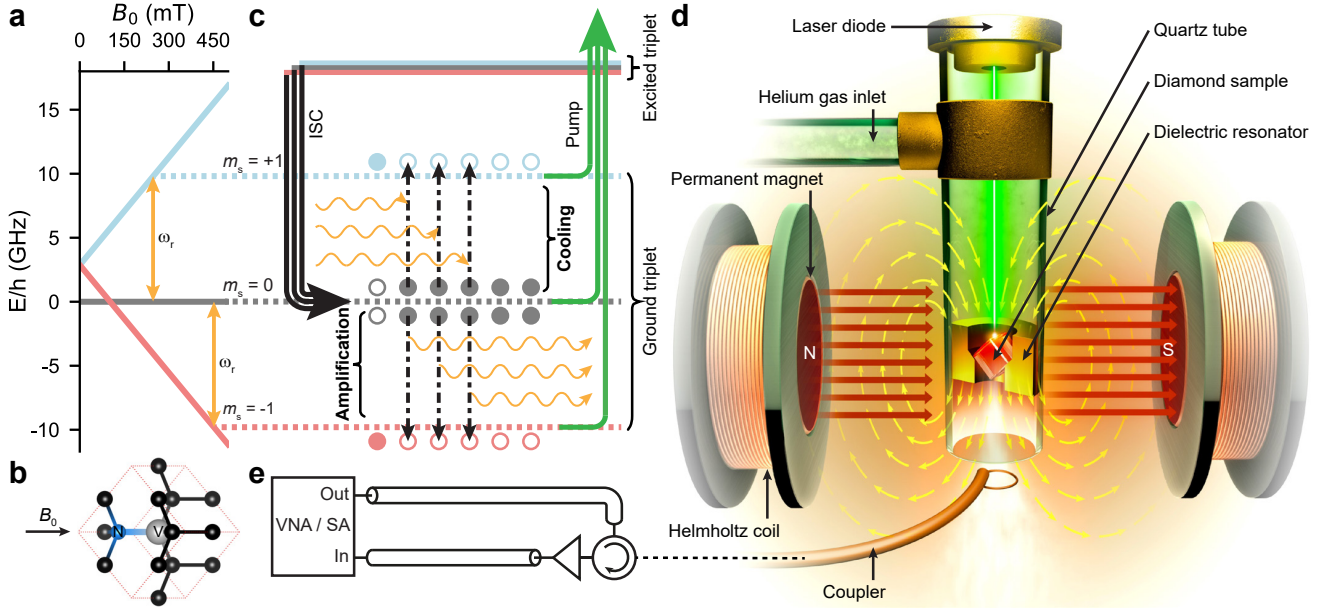 a
B₀ (mT)
0 150 300 450
E/h (GHz)
15
10
5
0
-5
-10
ωᵣ
ωᵣ
b
B₀
N
V
c
ISC
mₛ = +1
mₛ = 0
mₛ = -1
Cooling
Amplification
Pump
Excited triplet
Ground triplet
d
Laser diode
Quartz tube
Helium gas inlet
Diamond sample
Dielectric resonator
Permanent magnet
N
S
Helmholtz coil
Coupler
e
Out
VNA / SA
In